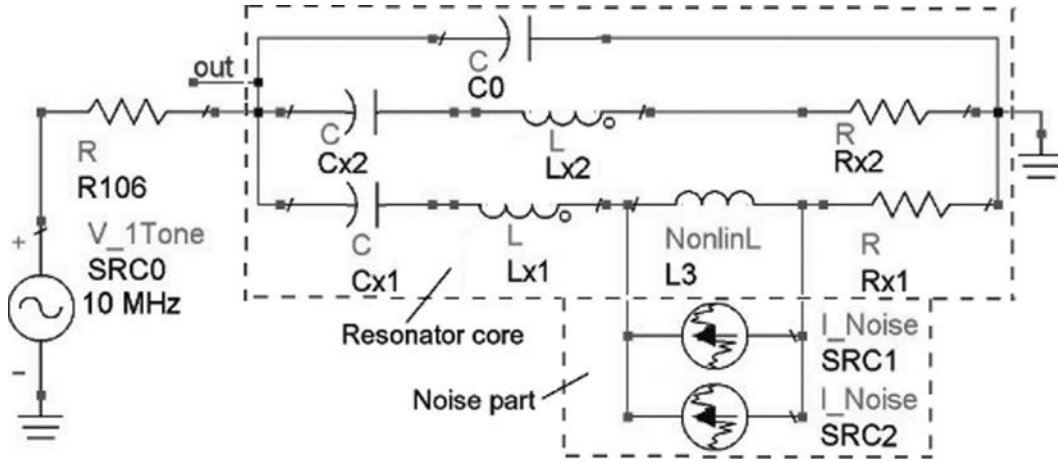 out
C
C0
R
R106
C
Cx2
L
Lx2
R
Rx2
V_1Tone
SRC0
10 MHz
+
−
C
Cx1
L
Lx1
NonlinL
L3
R
Rx1
Resonator core
Noise part
I_Noise
SRC1
I_Noise
SRC2